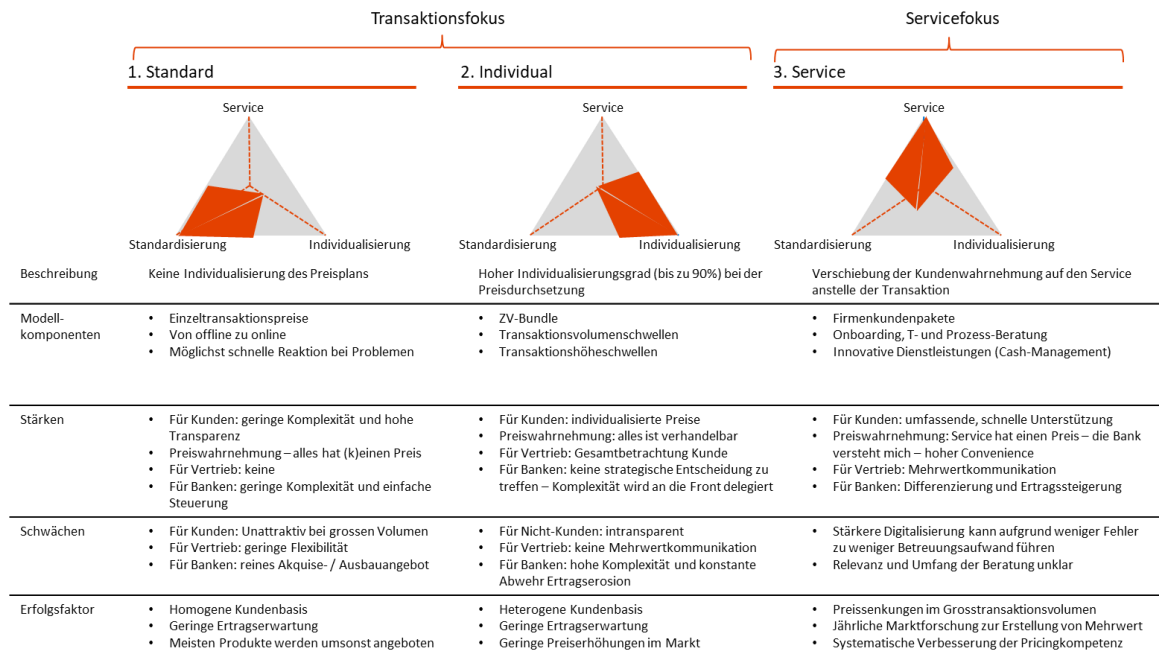 Transaktionsfokus
Servicefokus
1. Standard
2. Individual
3. Service
Service
Standardisierung
Individualisierung
Service
Standardisierung
Individualisierung
Service
Standardisierung
Individualisierung
Beschreibung
Keine Individualisierung des Preisplans
Hoher Individualisierungsgrad (bis zu 90%) bei der
Preisdurchsetzung
Verschiebung der Kundenwahrnehmung auf den Service
anstelle der Transaktion
Modell-
komponenten
• Einzeltransaktionspreise
• Von offline zu online
• Möglichst schnelle Reaktion bei Problemen
• ZV-Bundle
• Transaktionsvolumenschwellen
• Transaktionshöheschwellen
• Firmenkundenpakete
• Onboarding, T- und Prozess-Beratung
• Innovative Dienstleistungen (Cash-Management)
Stärken
• Für Kunden: geringe Komplexität und hohe
Transparenz
• Preiswahrnehmung – alles hat (k)einen Preis
• Für Vertrieb: keine
• Für Banken: geringe Komplexität und einfache
Steuerung
• Für Kunden: individualisierte Preise
• Preiswahrnehmung: alles ist verhandelbar
• Für Vertrieb: Gesamtbetrachtung Kunde
• Für Banken: keine strategische Entscheidung zu
treffen – Komplexität wird an die Front delegiert
• Für Kunden: umfassende, schnelle Unterstützung
• Preiswahrnehmung: Service hat einen Preis – die Bank
versteht mich – hoher Convenience
• Für Vertrieb: Mehrwertkommunikation
• Für Banken: Differenzierung und Ertragssteigerung
Schwächen
• Für Kunden: Unattraktiv bei grossen Volumen
• Für Vertrieb: geringe Flexibilität
• Für Banken: reines Akquise- / Ausbauangebot
• Für Nicht-Kunden: intransparent
• Für Vertrieb: keine Mehrwertkommunikation
• Für Banken: hohe Komplexität und konstante
Abwehr Ertragserosion
• Stärkere Digitalisierung kann aufgrund weniger Fehler
zu weniger Betreuungsaufwand führen
• Relevanz und Umfang der Beratung unklar
Erfolgsfaktor
• Homogene Kundenbasis
• Geringe Ertragserwartung
• Meisten Produkte werden umsonst angeboten
• Heterogene Kundenbasis
• Geringe Ertragserwartung
• Geringe Preiserhöhungen im Markt
• Preissenkungen im Grosstransaktionsvolumen
• Jährliche Marktforschung zur Erstellung von Mehrwert
• Systematische Verbesserung der Pricingkompetenz